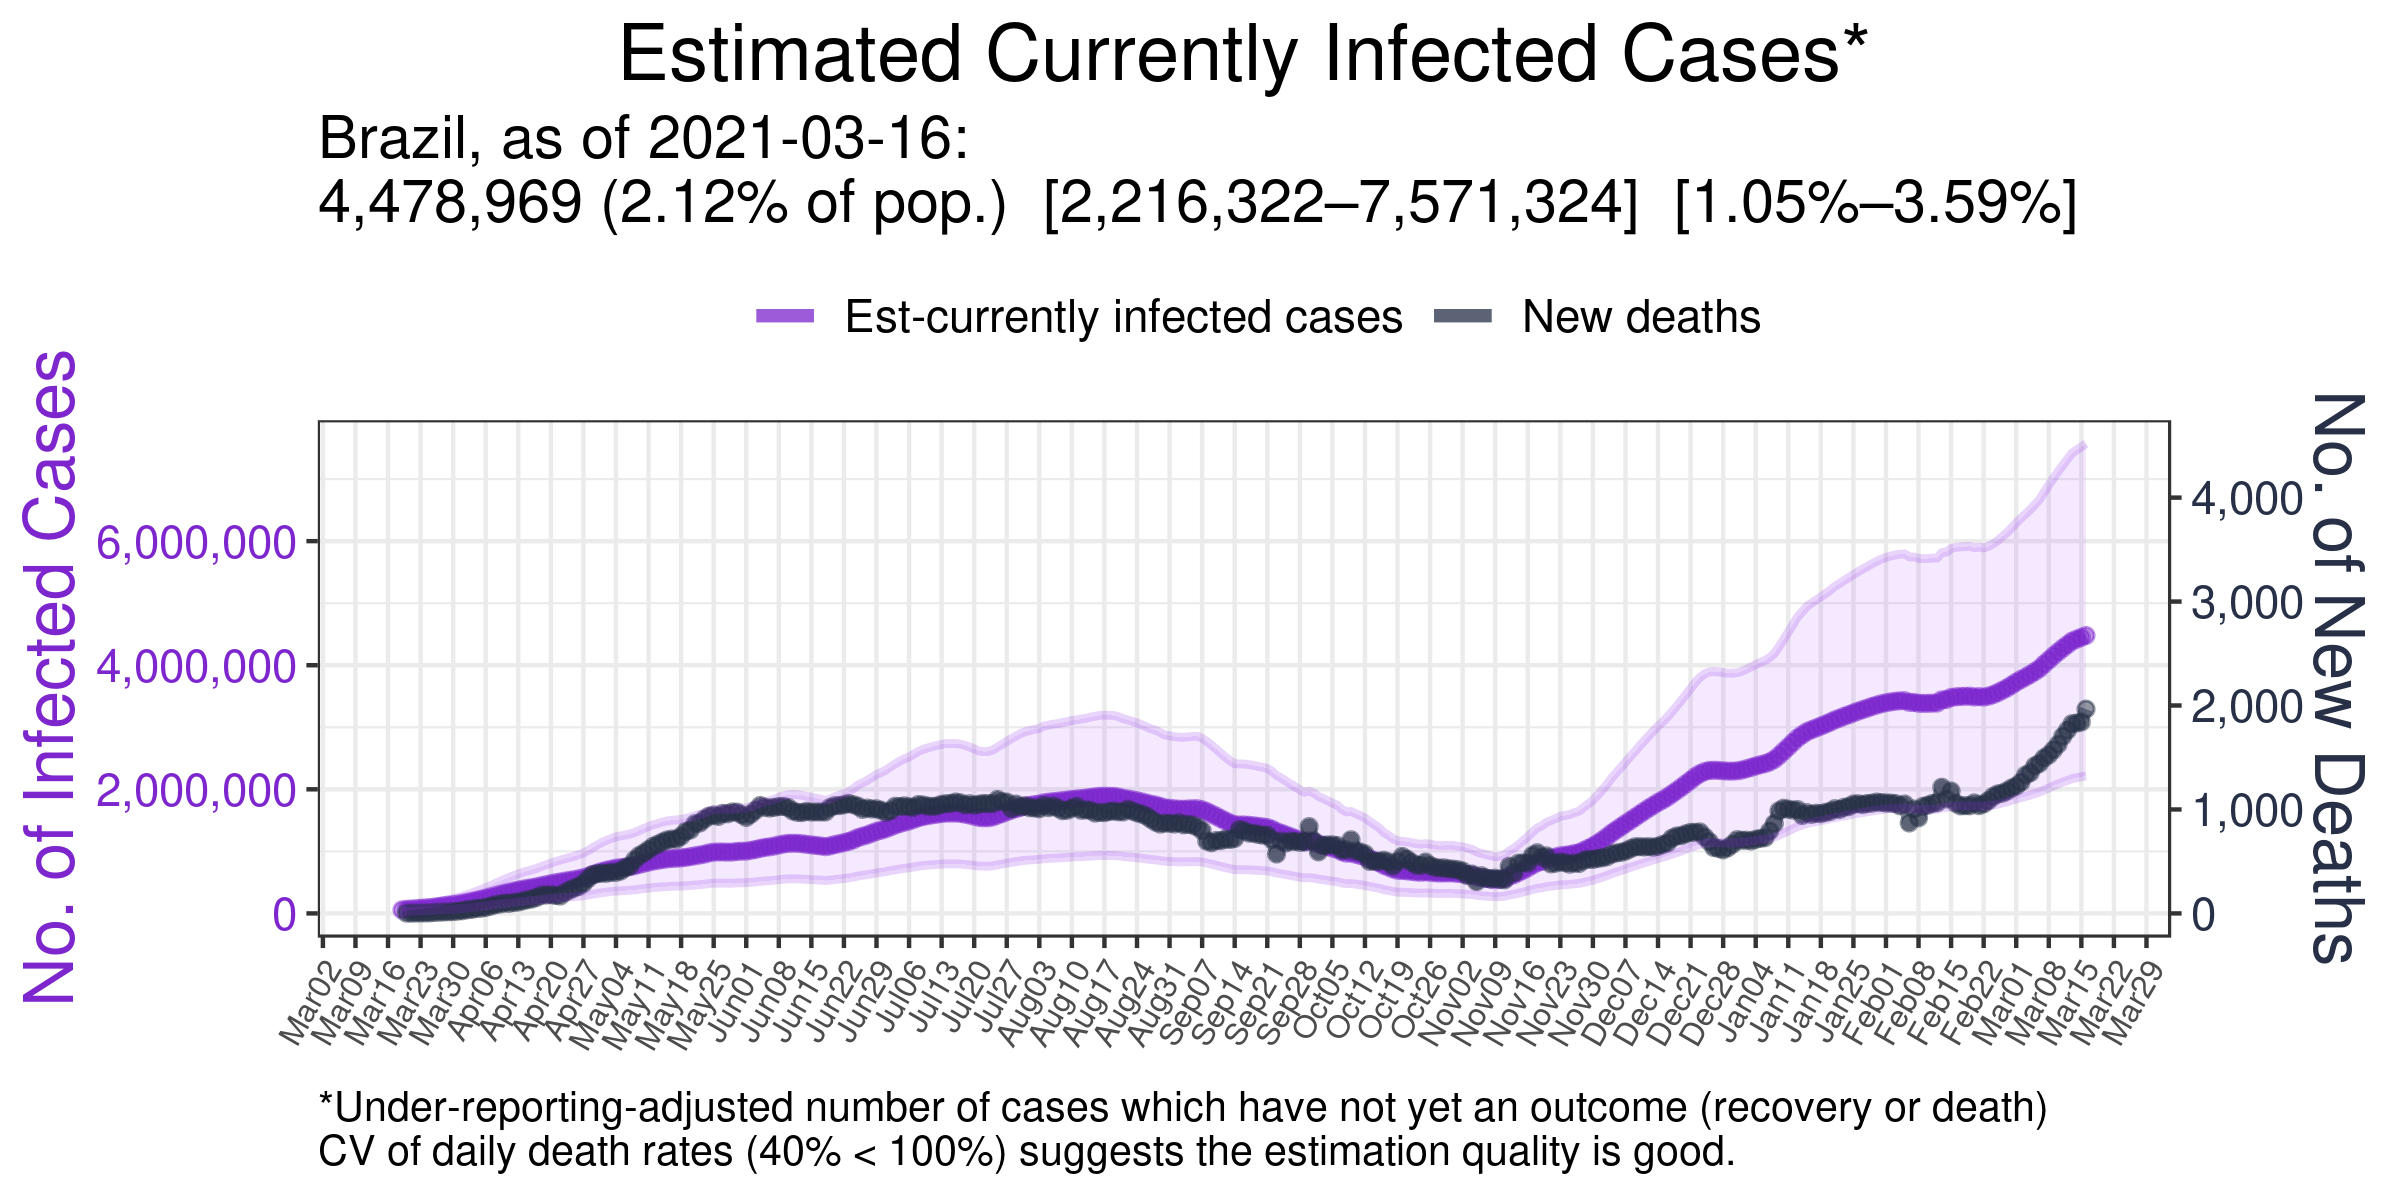 Estimated Currently Infected Cases*
Brazil, as of 2021-03-16:
4,478,969 (2.12% of pop.) [2,216,322–7,571,324] [1.05%–3.59%]
Est-currently infected cases
New deaths
No. of Infected Cases
6,000,000
4,000,000
2,000,000
0
4,000
3,000
2,000
1,000
0
No. of New Deaths
Mar02
Mar09
Mar16
Mar23
Mar30
Apr06
Apr13
Apr20
Apr27
May04
May11
May18
May25
Jun01
Jun08
Jun15
Jun22
Jun29
Jul06
Jul13
Jul20
Jul27
Aug03
Aug10
Aug17
Aug24
Aug31
Sep07
Sep14
Sep21
Sep28
Oct05
Oct12
Oct19
Oct26
Nov02
Nov09
Nov16
Nov23
Nov30
Dec07
Dec14
Dec21
Dec28
Jan04
Jan11
Jan18
Jan25
Feb01
Feb08
Feb15
Feb22
Mar01
Mar08
Mar15
Mar22
Mar29
*Under-reporting-adjusted number of cases which have not yet an outcome (recovery or death)
CV of daily death rates (40% < 100%) suggests the estimation quality is good.